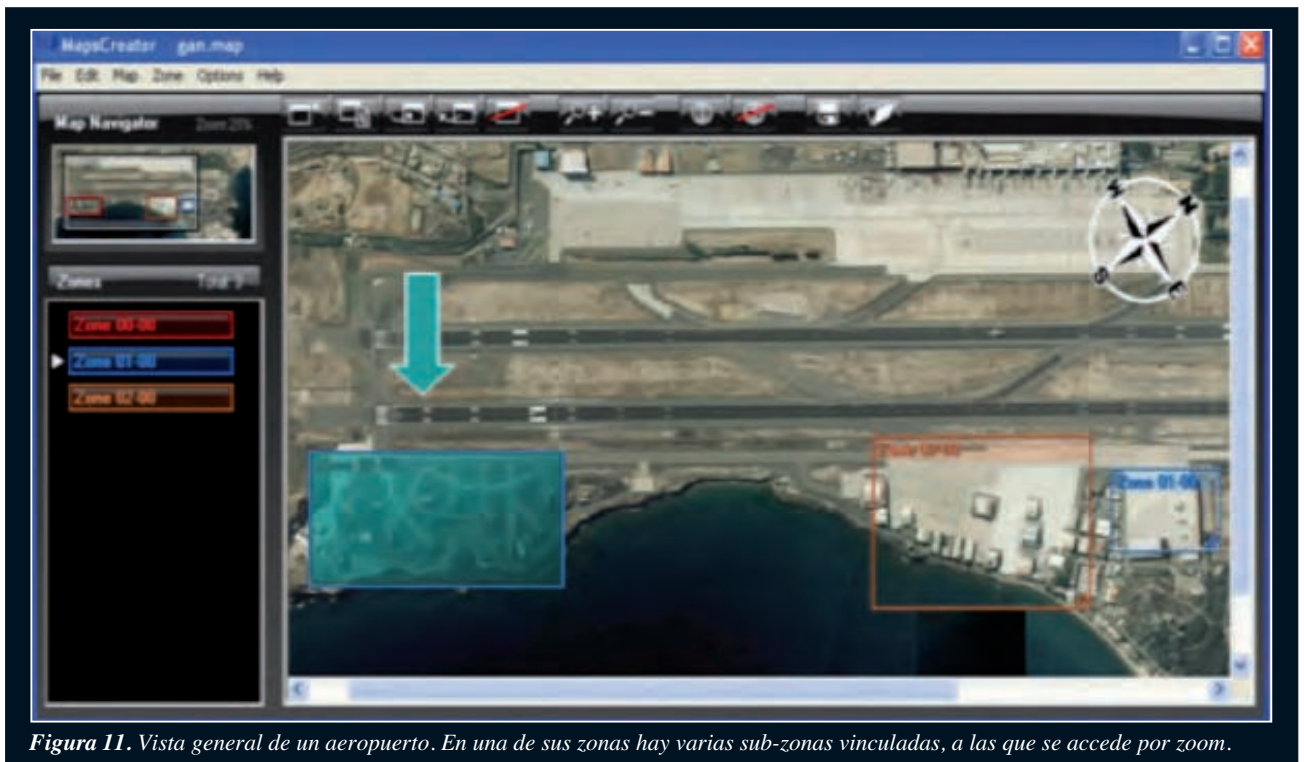 MapsCreator gan.map
File Edit Map Zone Options Help
Map Navigator Zoom 25%
Zones
Zone 00-00
Zone 01-00
Zone 02-00
N
S
E
Zone 01-00
Figura 11. Vista general de un aeropuerto. En una de sus zonas hay varias sub-zonas vinculadas, a las que se accede por zoom.